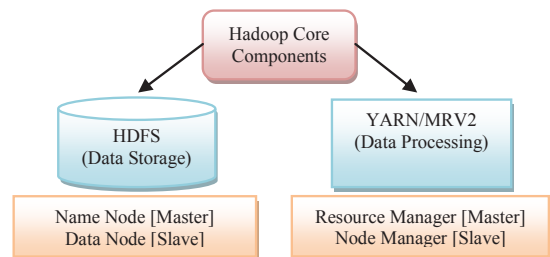 Hadoop Core
Components
HDFS
(Data Storage)
YARN/MRV2
(Data Processing)
Name Node [Master]
Data Node [Slave]
Resource Manager [Master]
Node Manager [Slave]